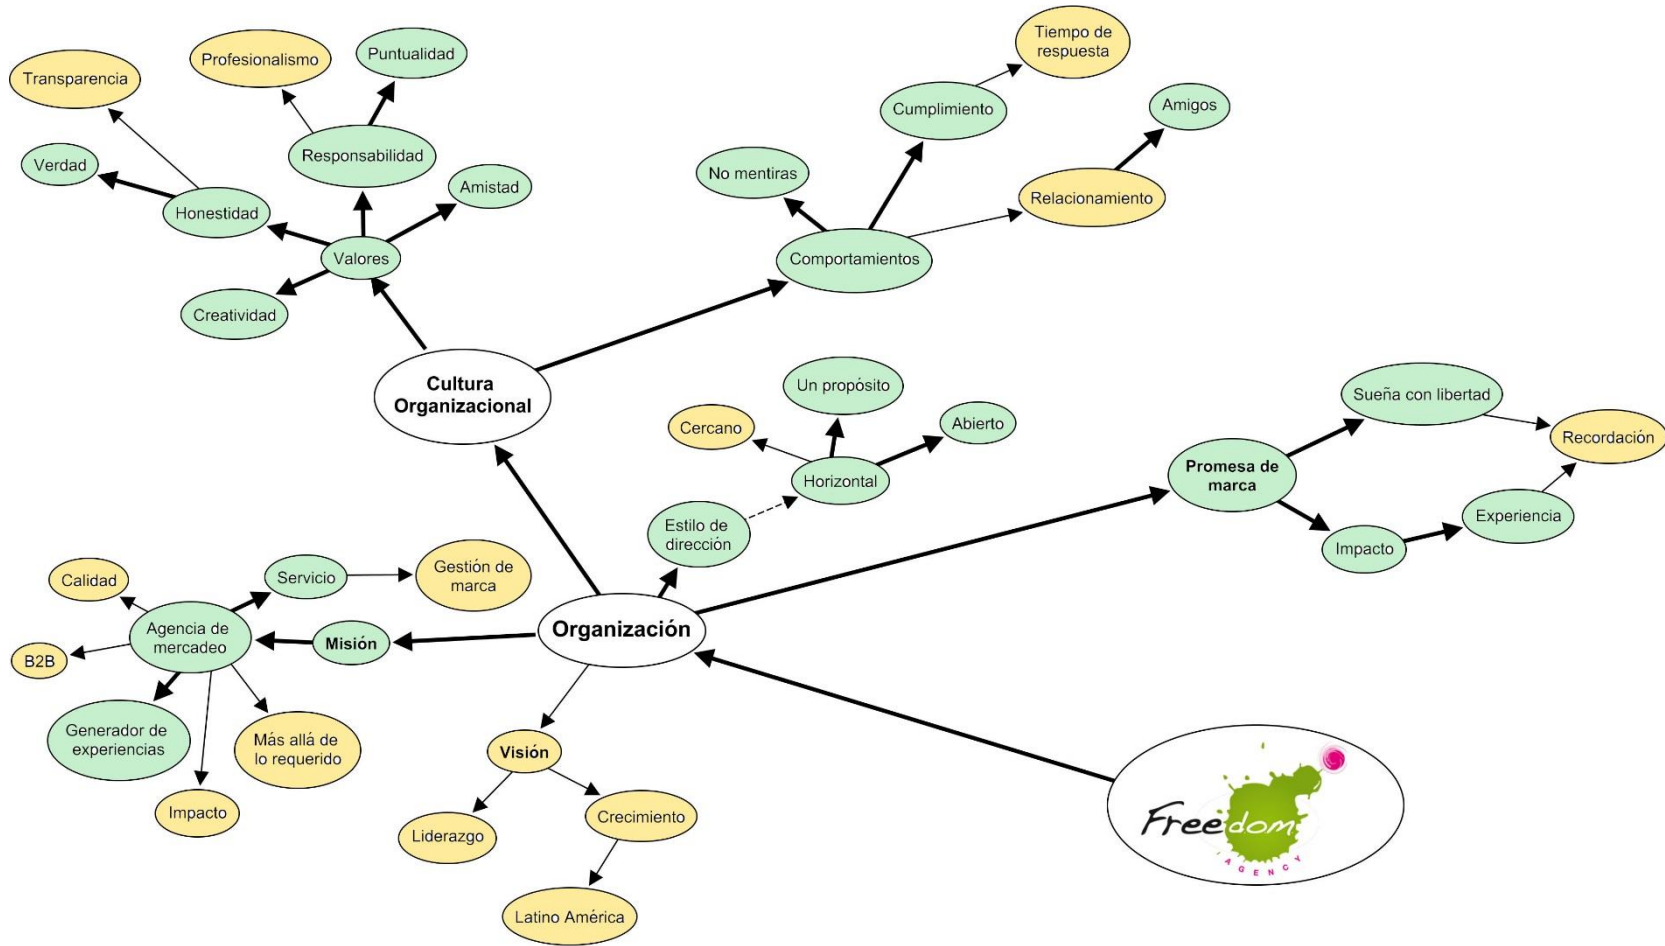 Tiempo de
respuesta
Puntualidad
Profesionalismo
Transparencia
Cumplimiento
Amigos
Responsabilidad
Verdad
No mentiras
Amistad
Relacionamiento
Honestidad
Valores
Comportamientos
Creatividad
Cultura
Organizacional
Un propósito
Sueña con libertad
Cercano
Abierto
Recordación
Promesa de
marca
Horizontal
Estilo de
dirección
Experiencia
Impacto
Calidad
Servicio
Gestión de
marca
Agencia de
mercadeo
Misión
Organización
B2B
Generador de
experiencias
Más allá de
lo requerido
Visión
Impacto
Liderazgo
Crecimiento
Latino América
Freedom
AGENCY